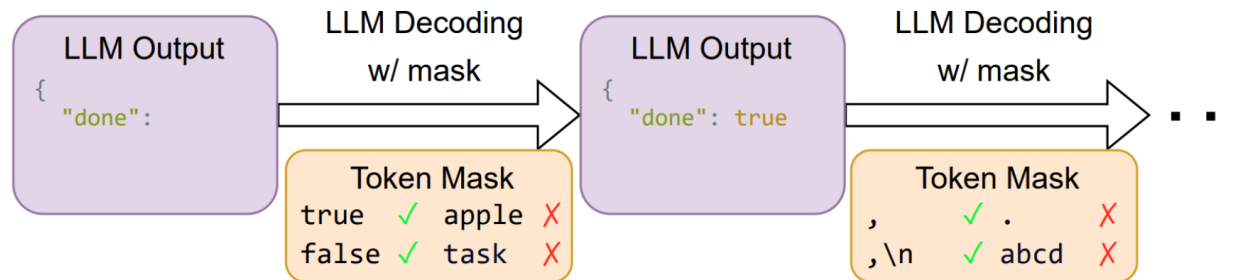 LLM Output
{
"done":
LLM Decoding
w/ mask
Token Mask
true ✓ apple ✗
false ✓ task ✗
LLM Output
{
"done": true
LLM Decoding
w/ mask
Token Mask
, ✓ . ✗
,\n ✓ abcd ✗
. .